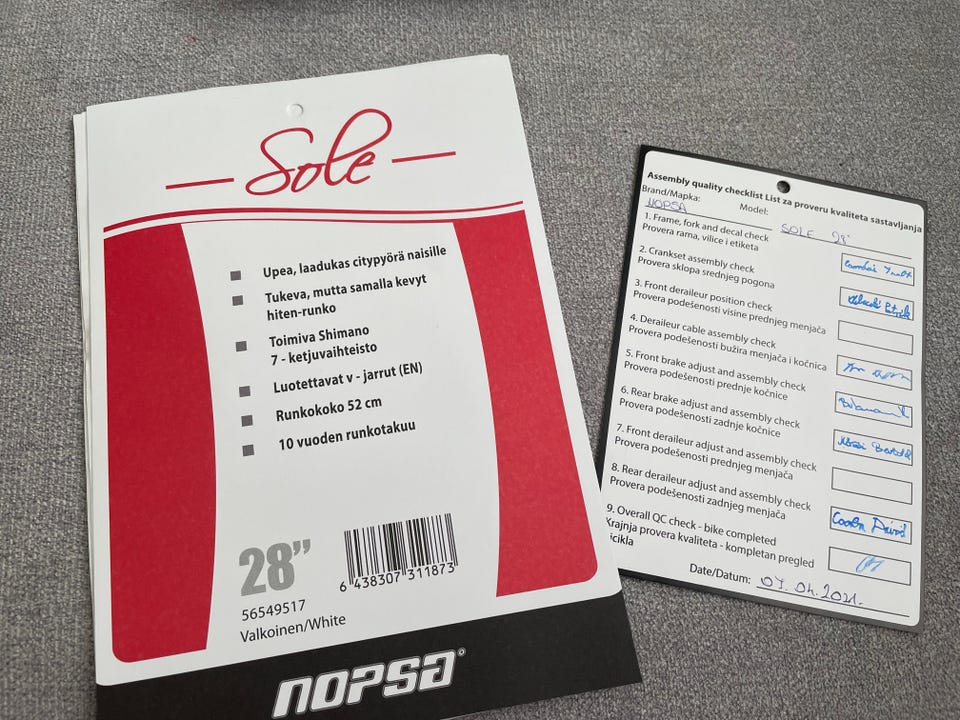 Sole
Upea, laadukas citypyörä naisille
Tukeva, mutta samalla kevyt
hiten-runko
Toimiva Shimano
7 - ketjuvaihteisto
Luotettavat v - jarrut (EN)
Runkokoko 52 cm
10 vuoden runkotakuu
28”
6 438307 311873
56549517
Valkoinen/White
NOPSA
Assembly quality checklist List za proveru kvaliteta sastavljanja
Brand/Mapka: Model:
NOPSA SOLE 28"
1. Frame, fork and decal check
Provera rama, vilice i etiketa
2. Crankset assembly check
Provera sklopa srednjeg pogona
3. Front deraileur position check
Provera podešenosti visine prednjeg menjača
4. Deraileur cable assembly check
Provera podešenosti bužira menjača i kočnica
5. Front brake adjust and assembly check
Provera podešenosti prednje kočnice
6. Rear brake adjust and assembly check
Provera podešenosti zadnje kočnice
7. Front deraileur adjust and assembly check
Provera podešenosti prednjeg menjača
8. Rear deraileur adjust and assembly check
Provera podešenosti zadnjeg menjača
Dávid
9. Overall QC check - bike completed
Krajnja provera kvaliteta - kompletan pregled
icikla
Date/Datum: 07. 04. 2021.